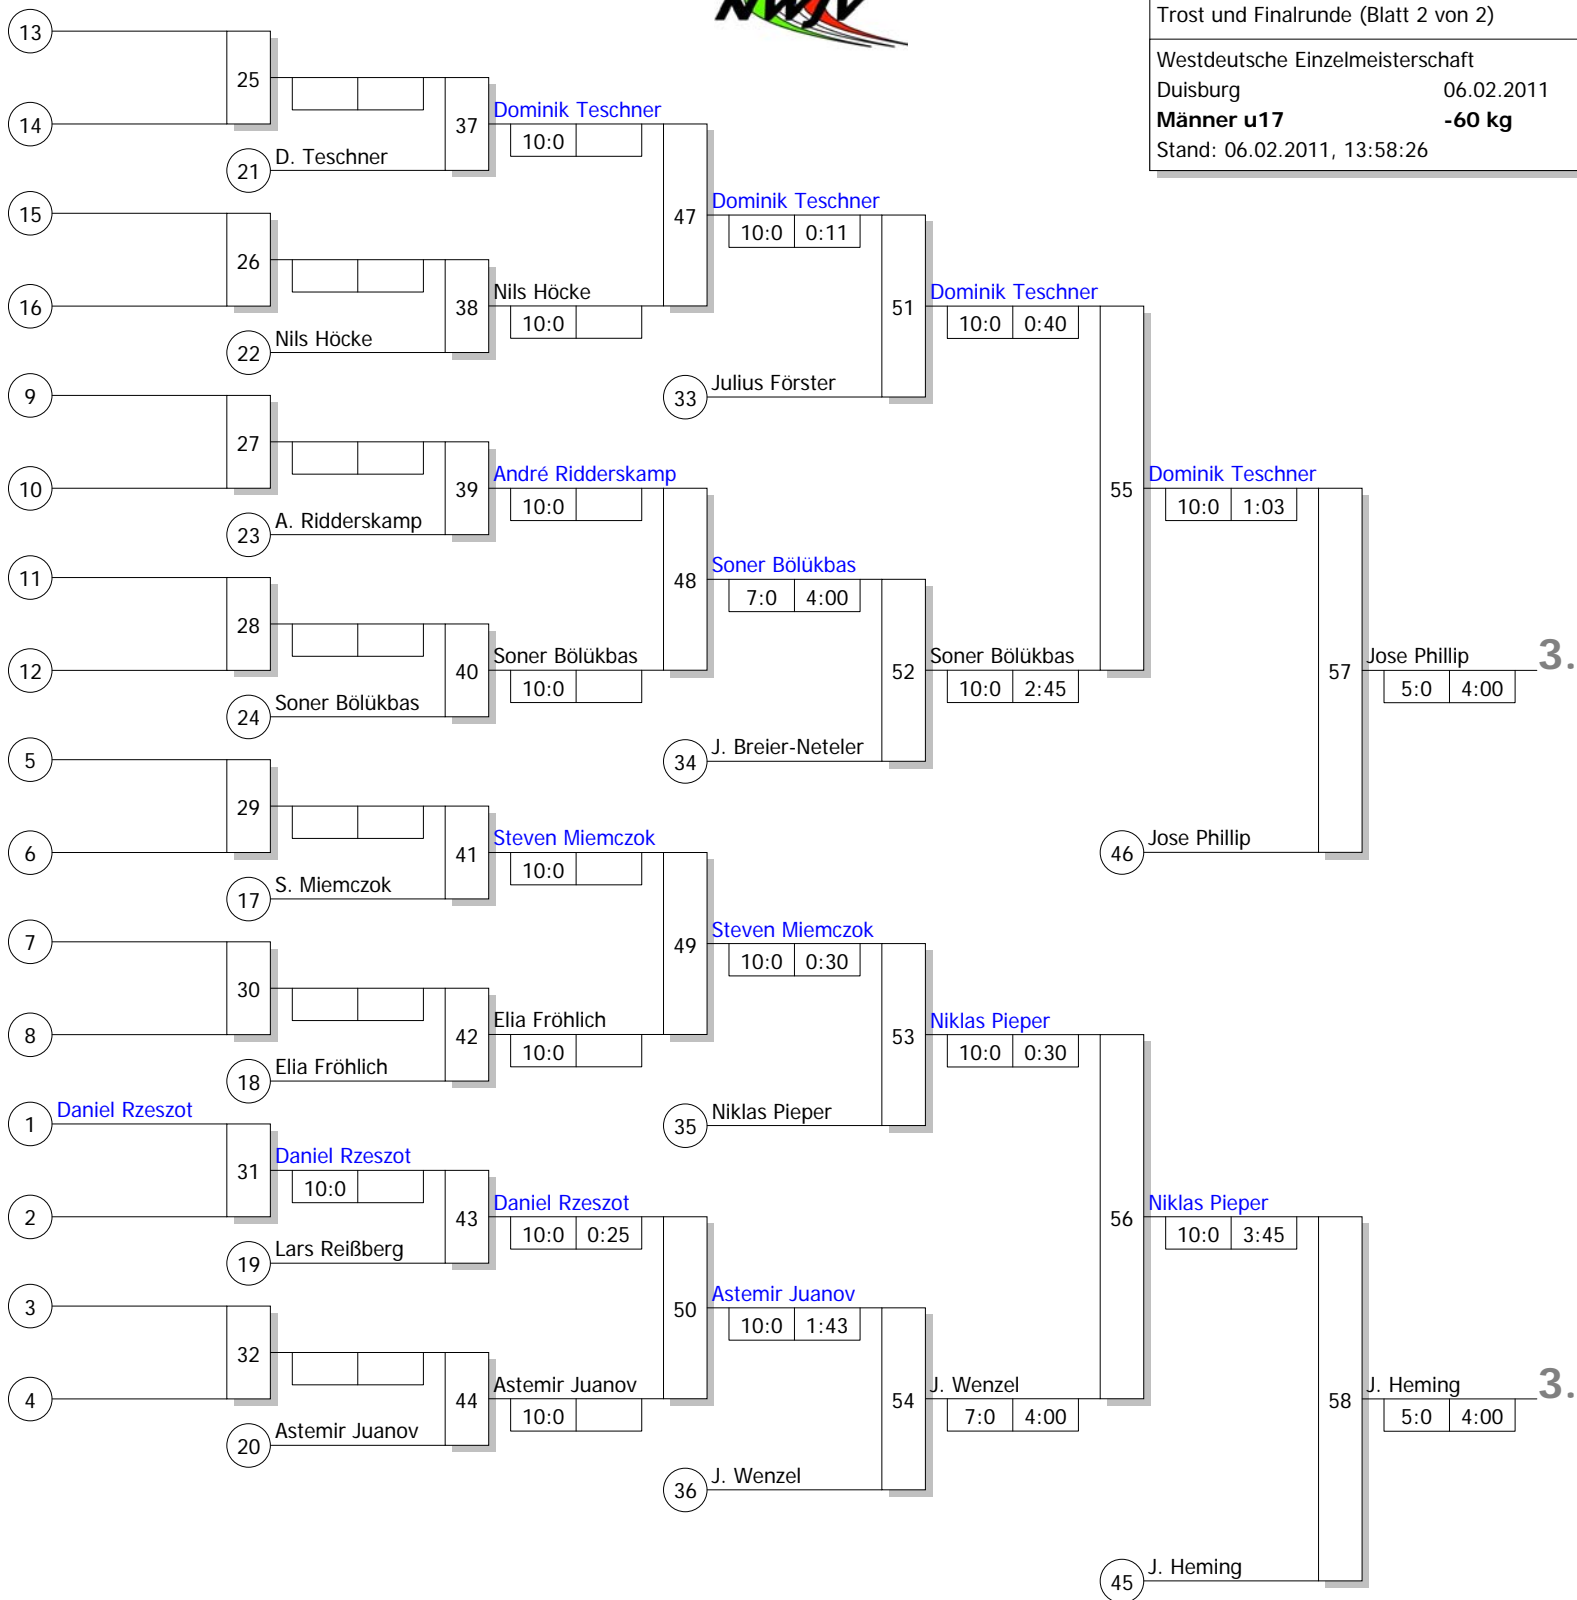 NWJV
Trost und Finalrunde (Blatt 2 von 2)
Westdeutsche Einzelmeisterschaft
Duisburg 06.02.2011
Männer u17 -60 kg
Stand: 06.02.2011, 13:58:26
13
25
14
37
Dominik Teschner
10:0
21 D. Teschner
15
47
Dominik Teschner
10:0 0:11
26
16
38
Nils Höcke
10:0
22 Nils Höcke
51
Dominik Teschner
10:0 0:40
33 Julius Förster
9
27
10
39
André Ridderskamp
10:0
23 A. Ridderskamp
55
Dominik Teschner
10:0 1:03
11
48
Soner Bölükbas
7:0 4:00
28
12
40
Soner Bölükbas
10:0
24 Soner Bölükbas
52
Soner Bölükbas
10:0 2:45
34 J. Breier-Neteler
57
Jose Phillip
5:0 4:00
3.
5
29
6
41
Steven Miemczok
10:0
17 S. Miemczok
46 Jose Phillip
7
49
Steven Miemczok
10:0 0:30
30
8
42
Elia Fröhlich
10:0
18 Elia Fröhlich
53
Niklas Pieper
10:0 0:30
35 Niklas Pieper
1 Daniel Rzeszot
31
Daniel Rzeszot
10:0
2
43
Daniel Rzeszot
10:0 0:25
19 Lars Reißberg
56
Niklas Pieper
10:0 3:45
3
50
Astemir Juanov
10:0 1:43
32
4
44
Astemir Juanov
10:0
20 Astemir Juanov
54
J. Wenzel
7:0 4:00
36 J. Wenzel
58
J. Heming
5:0 4:00
3.
45 J. Heming